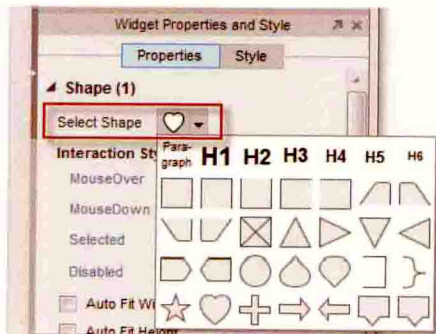 Widget Properties and Style
Properties Style
Shape (1)
Select Shape
Para-
graph H1 H2 H3 H4 H5 H6
Interaction Sty
MouseOver
MouseDown
Selected
Disabled
Auto Fit Wi
Auto Fit Height